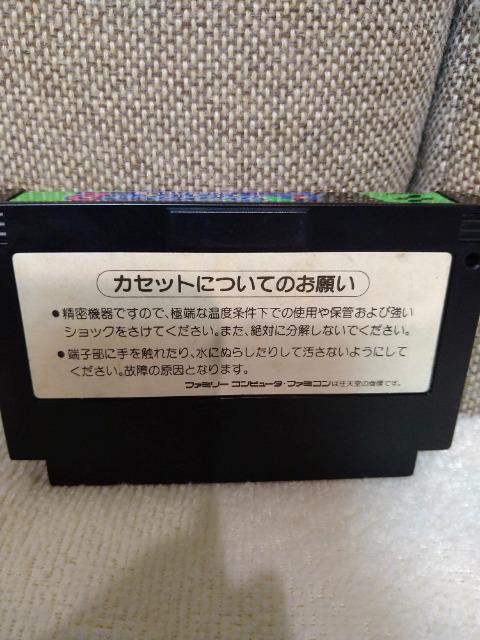 カセットについてのお願い
●精密機器ですので、極端な温度条件下での使用や保管および強い
ショックをさけてください。また、絶対に分解しないでください。
●端子部に手を触れたり、水にぬらしたりして汚さないようにして
ください。故障の原因となります。
ファミリーコンピュータ・ファミコンは任天堂の商標です。